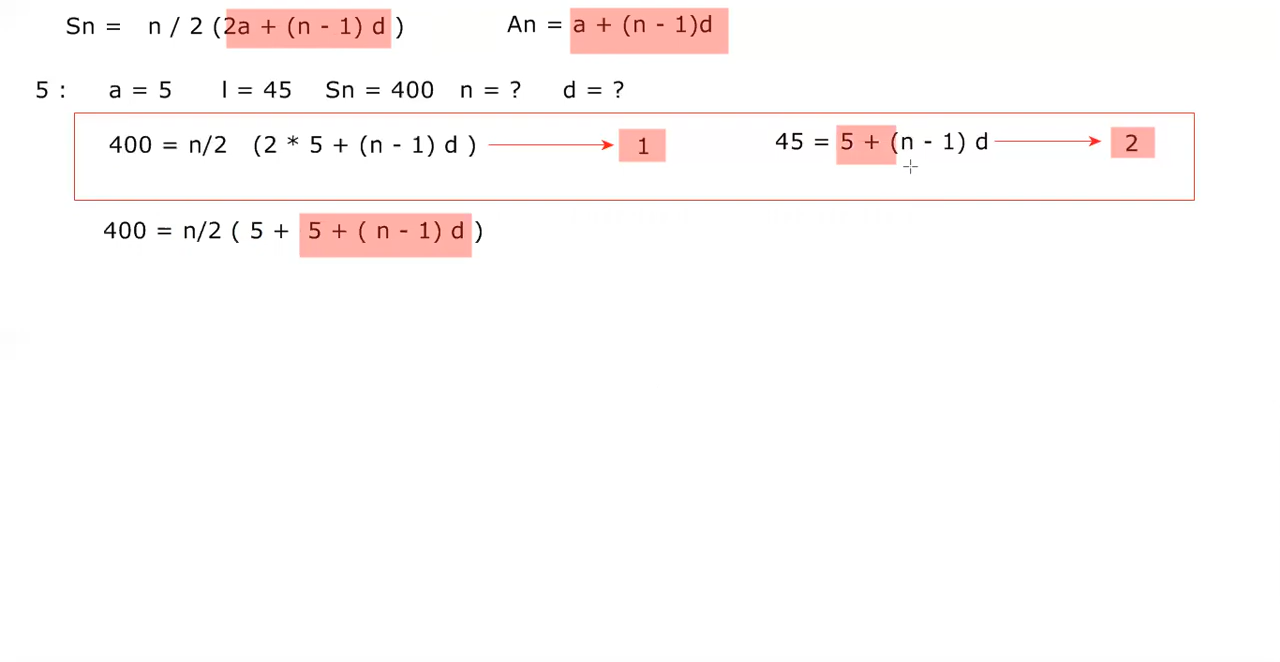 Sn = n / 2 (2a + (n - 1) d ) An = a + (n - 1)d
5 : a = 5 l = 45 Sn = 400 n = ? d = ?
400 = n/2 (2 * 5 + (n - 1) d ) 1 45 = 5 + (n - 1) d 2
400 = n/2 ( 5 + 5 + ( n - 1) d )